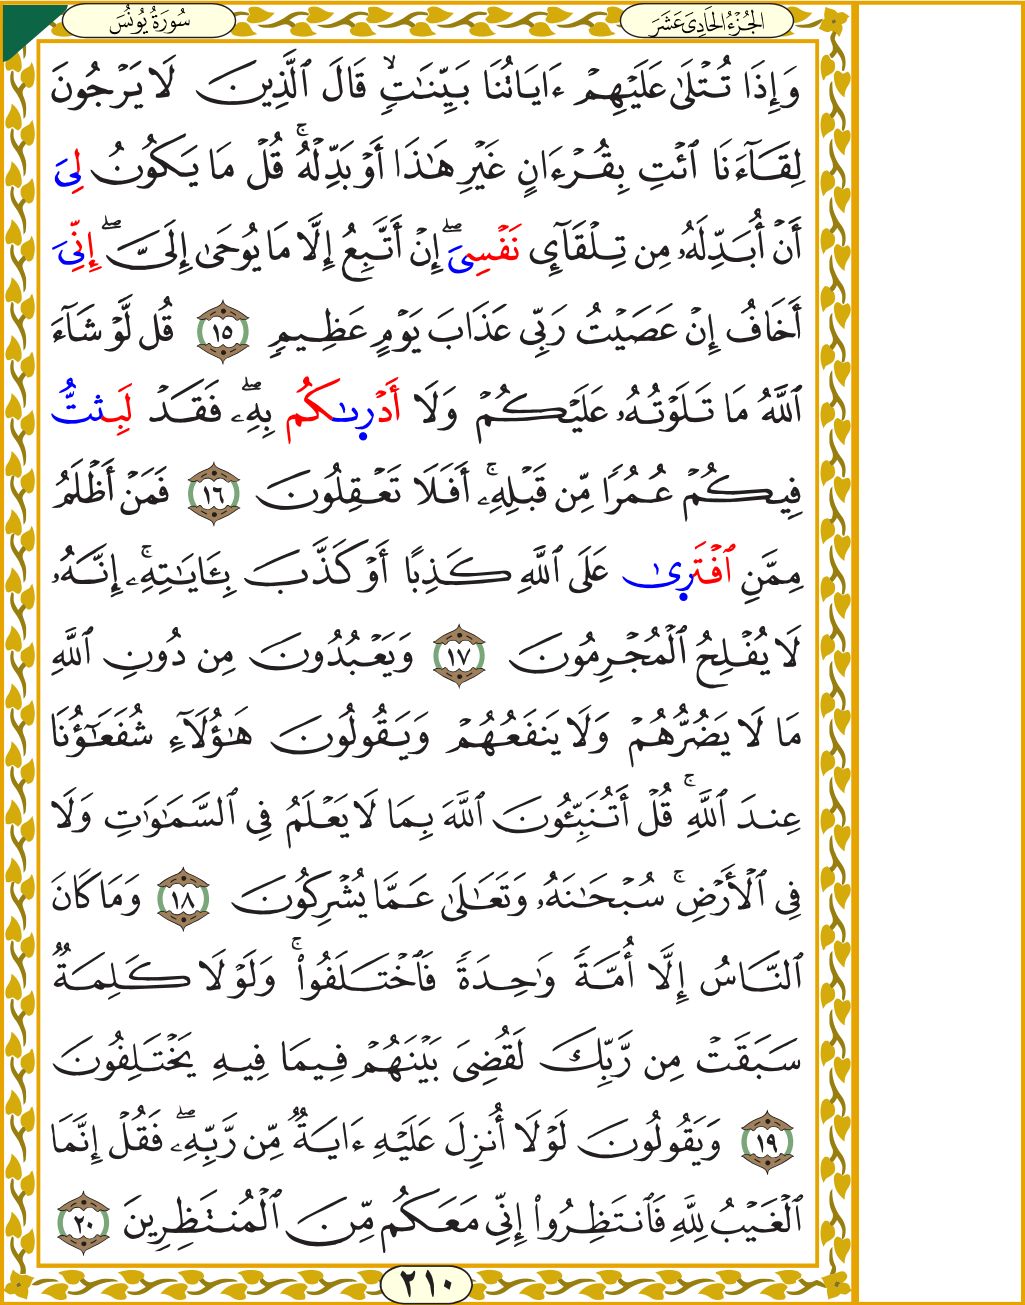 الجُزْءُ الحَادِيَ عَشَرَ
سُورَةُ يُونُسَ
وَإِذَا تُتْلَىٰ عَلَيْهِمْ ءَايَاتُنَا بَيِّنَٰتٖۙ قَالَ ٱلَّذِينَ لَا يَرْجُونَ
لِقَآءَنَا ٱئْتِ بِقُرْءَانٍ غَيْرِ هَٰذَآ أَوْ بَدِّلْهُۚ قُلْ مَا يَكُونُ لِيَ
أَنْ أُبَدِّلَهُۥ مِن تِلْقَآيِٕ نَفْسِيَۖ إِنْ أَتَّبِعُ إِلَّا مَا يُوحَىٰٓ إِلَيَّۖ إِنِّيَ
أَخَافُ إِنْ عَصَيْتُ رَبِّي عَذَابَ يَوْمٍ عَظِيمٖ ١٥ قُل لَّوْ شَآءَ
ٱللَّهُ مَا تَلَوْتُهُۥ عَلَيْكُمْ وَلَآ أَدْرِىٰكُم بِهِۦۖ فَقَدْ لَبِثتُّ
فِيكُمْ عُمُرٗا مِّن قَبْلِهِۦٓۚ أَفَلَا تَعْقِلُونَ ١٦ فَمَنْ أَظْلَمُ
مِمَّنِ ٱفْتَرِىٰ عَلَى ٱللَّهِ كَذِبًا أَوْ كَذَّبَ بِـَٔايَٰتِهِۦٓۚ إِنَّهُۥ
لَا يُفْلِحُ ٱلْمُجْرِمُونَ ١٧ وَيَعْبُدُونَ مِن دُونِ ٱللَّهِ
مَا لَا يَضُرُّهُمْ وَلَا يَنفَعُهُمْ وَيَقُولُونَ هَٰٓؤُلَآءِ شُفَعَٰٓؤُنَا
عِندَ ٱللَّهِۚ قُلْ أَتُنَبِّـُٔونَ ٱللَّهَ بِمَا لَا يَعْلَمُ فِي ٱلسَّمَٰوَٰتِ وَلَا
فِي ٱلْأَرْضِۚ سُبْحَٰنَهُۥ وَتَعَٰلَىٰ عَمَّا يُشْرِكُونَ ١٨ وَمَا كَانَ
ٱلنَّاسُ إِلَّآ أُمَّةٗ وَٰحِدَةٗ فَٱخْتَلَفُواْۚ وَلَوْلَا كَلِمَةٞ
سَبَقَتْ مِن رَّبِّكَ لَقُضِيَ بَيْنَهُمْ فِيمَا فِيهِ يَخْتَلِفُونَ
١٩ وَيَقُولُونَ لَوْلَآ أُنزِلَ عَلَيْهِ ءَايَةٞ مِّن رَّبِّهِۦۖ فَقُلْ إِنَّمَا
ٱلْغَيْبُ لِلَّهِ فَٱنتَظِرُوٓاْ إِنِّي مَعَكُم مِّنَ ٱلْمُنتَظِرِينَ ٢٠
٢١٠